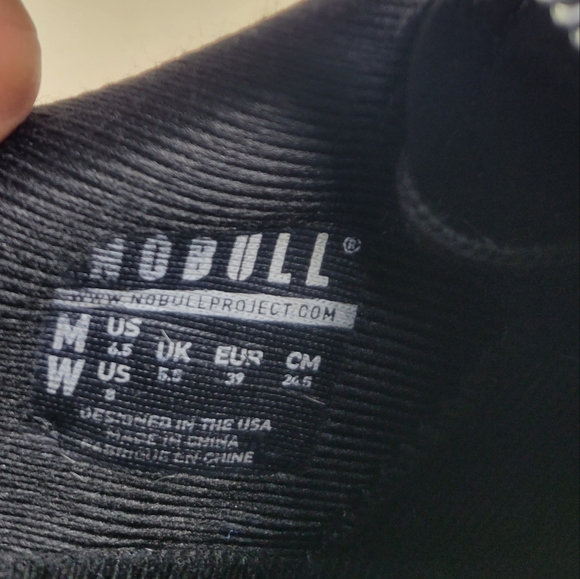 NOBULL®
WWW.NOBULLPROJECT.COM
M US 6.5 UK 5.5 EUR 39 CM 24.5
W US 8
DESIGNED IN THE USA
MADE IN CHINA
FABRIQUÉ EN CHINE